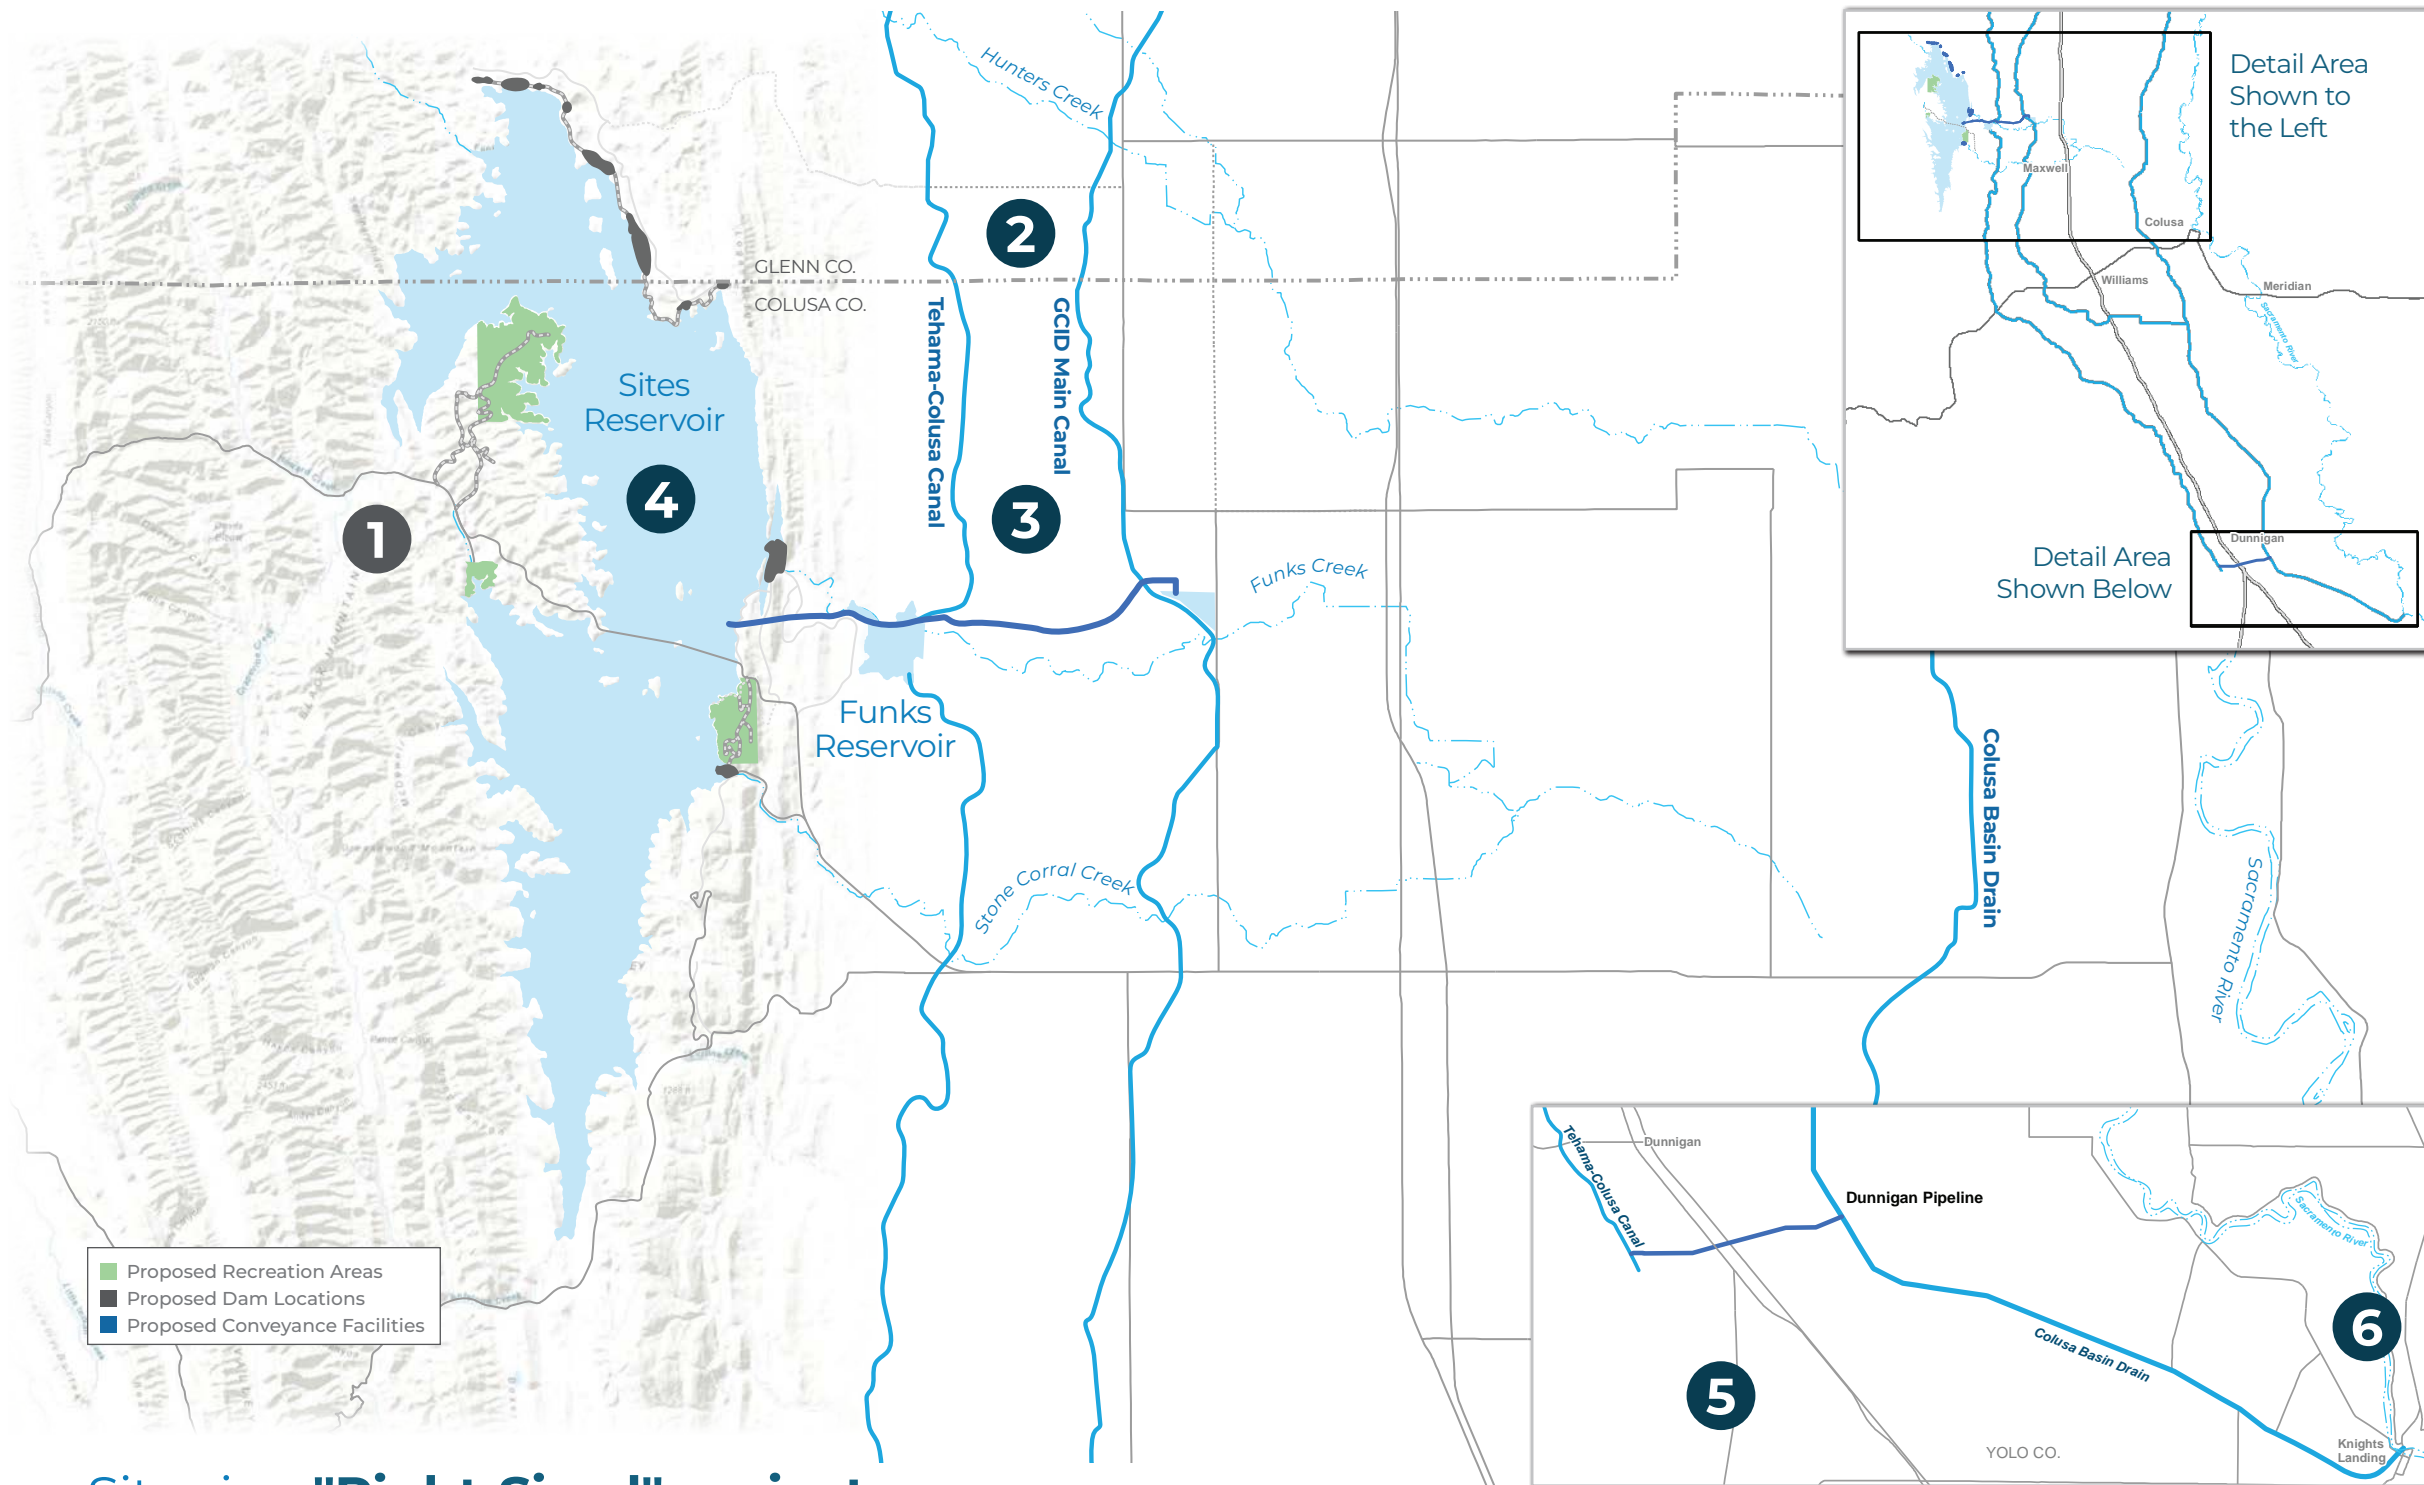 Hunters Creek
2
GLENN CO.
COLUSA CO.
Tehama-Colusa Canal
GCID Main Canal
Sites
Reservoir
4
3
1
Funks Creek
Funks
Reservoir
Stone Corral Creek
Colusa Basin Drain
Sacramento River
Detail Area
Shown to
the Left
Maxwell
Colusa
Williams
Meridian
Sacramento River
Dunnigan
Detail Area
Shown Below
Proposed Recreation Areas
Proposed Dam Locations
Proposed Conveyance Facilities
Tehama-Colusa Canal
Dunnigan
Dunnigan Pipeline
Sacramento River
Colusa Basin Drain
5
6
YOLO CO.
Knights
Landing